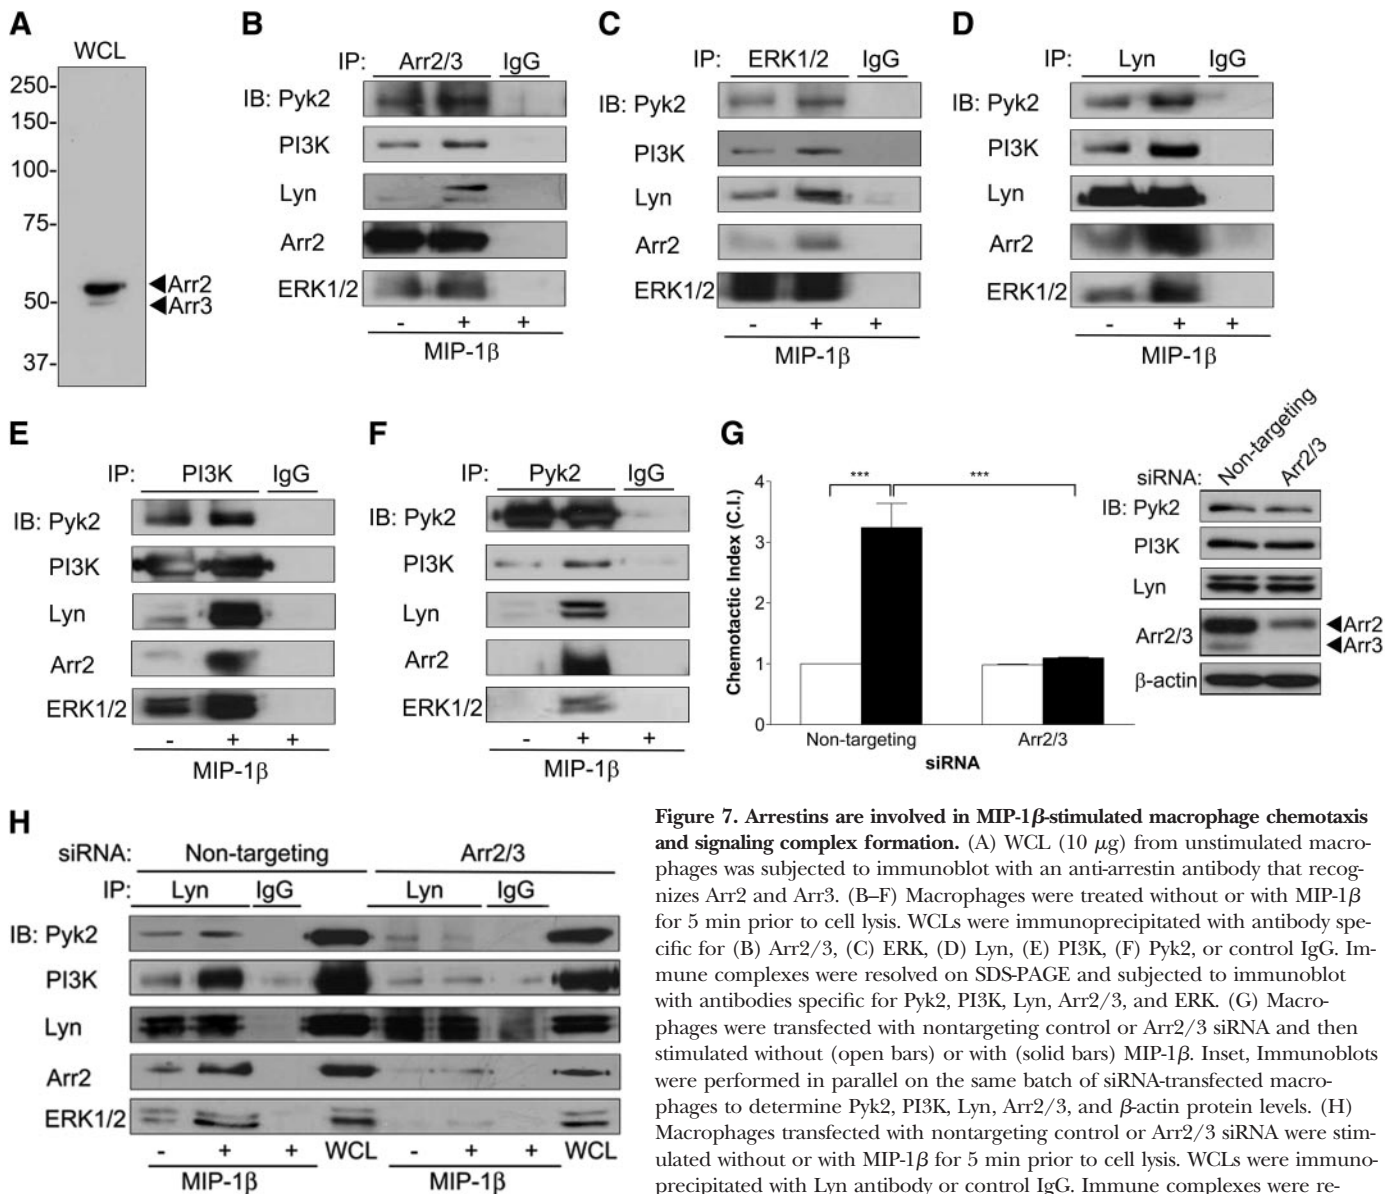 A
WCL
250-
150-
100-
75-
50-
37-
◀Arr2
◀Arr3
B
IP: Arr2/3 IgG
IB: Pyk2
PI3K
Lyn
Arr2
ERK1/2
- + +
MIP-1β
C
IP: ERK1/2 IgG
IB: Pyk2
PI3K
Lyn
Arr2
ERK1/2
- + +
MIP-1β
D
IP: Lyn IgG
IB: Pyk2
PI3K
Lyn
Arr2
ERK1/2
- + +
MIP-1β
E
IP: PI3K IgG
IB: Pyk2
PI3K
Lyn
Arr2
ERK1/2
- + +
MIP-1β
F
IP: Pyk2 IgG
IB: Pyk2
PI3K
Lyn
Arr2
ERK1/2
- + +
MIP-1β
G
Chemotactic Index (C.I.)
4
3
2
1
0
*** ***
Non-targeting Arr2/3
siRNA
siRNA: Non-targeting Arr2/3
IB: Pyk2
PI3K
Lyn
Arr2/3
◀Arr2
◀Arr3
β-actin
H
siRNA: Non-targeting Arr2/3
IP: Lyn IgG Lyn IgG
IB: Pyk2
PI3K
Lyn
Arr2
ERK1/2
- + + WCL - + + WCL
MIP-1β MIP-1β
Figure 7. Arrestins are involved in MIP-1β-stimulated macrophage chemotaxis
and signaling complex formation. (A) WCL (10 μg) from unstimulated macro-
phages was subjected to immunoblot with an anti-arrestin antibody that recog-
nizes Arr2 and Arr3. (B–F) Macrophages were treated without or with MIP-1β
for 5 min prior to cell lysis. WCLs were immunoprecipitated with antibody spe-
cific for (B) Arr2/3, (C) ERK, (D) Lyn, (E) PI3K, (F) Pyk2, or control IgG. Im-
mune complexes were resolved on SDS-PAGE and subjected to immunoblot
with antibodies specific for Pyk2, PI3K, Lyn, Arr2/3, and ERK. (G) Macro-
phages were transfected with nontargeting control or Arr2/3 siRNA and then
stimulated without (open bars) or with (solid bars) MIP-1β. Inset, Immunoblots
were performed in parallel on the same batch of siRNA-transfected macro-
phages to determine Pyk2, PI3K, Lyn, Arr2/3, and β-actin protein levels. (H)
Macrophages transfected with nontargeting control or Arr2/3 siRNA were stim-
ulated without or with MIP-1β for 5 min prior to cell lysis. WCLs were immuno-
precipitated with Lyn antibody or control IgG. Immune complexes were re-